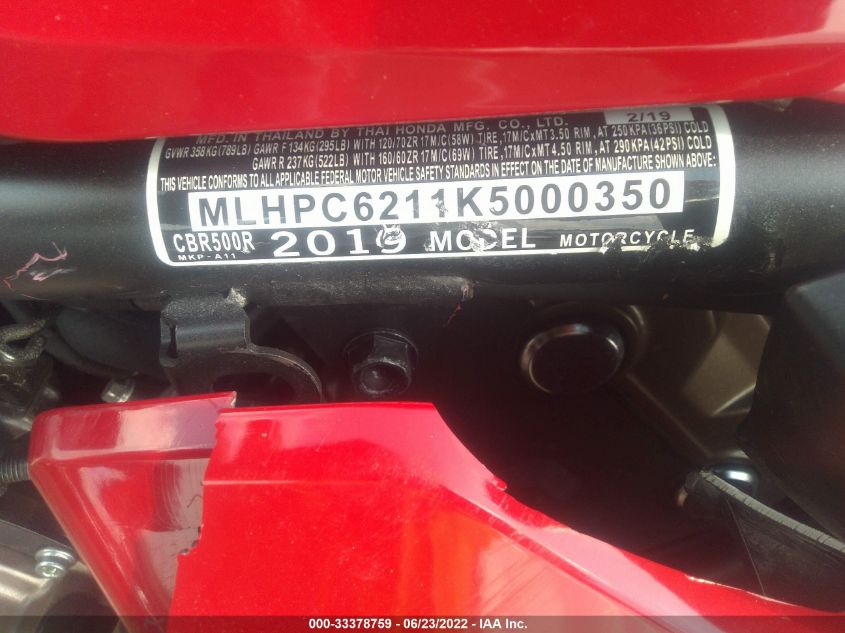 2/19
MFD. IN THAILAND BY THAI HONDA MFG. CO., LTD.
GVWR 358KG(789LB) GAWR F 134KG(295LB) WITH 120/70ZR 17M/C(58W) TIRE, 17M/CxMT3.50 RIM, AT 250KPA(36PSI) COLD
GAWR R 237KG(522LB) WITH 160/60ZR 17M/C(69W) TIRE, 17M/CxMT4.50 RIM, AT 290KPA(42PSI) COLD
THIS VEHICLE CONFORMS TO ALL APPLICABLE FEDERAL MOTOR VEHICLE SAFETY STANDARDS IN EFFECT ON THE DATE OF MANUFACTURE SHOWN ABOVE:
MLHPC6211K5000350
CBR500R 2019 MODEL MOTORCYCLE
MKP-A11
000-33378759 - 06/23/2022 - IAA Inc.